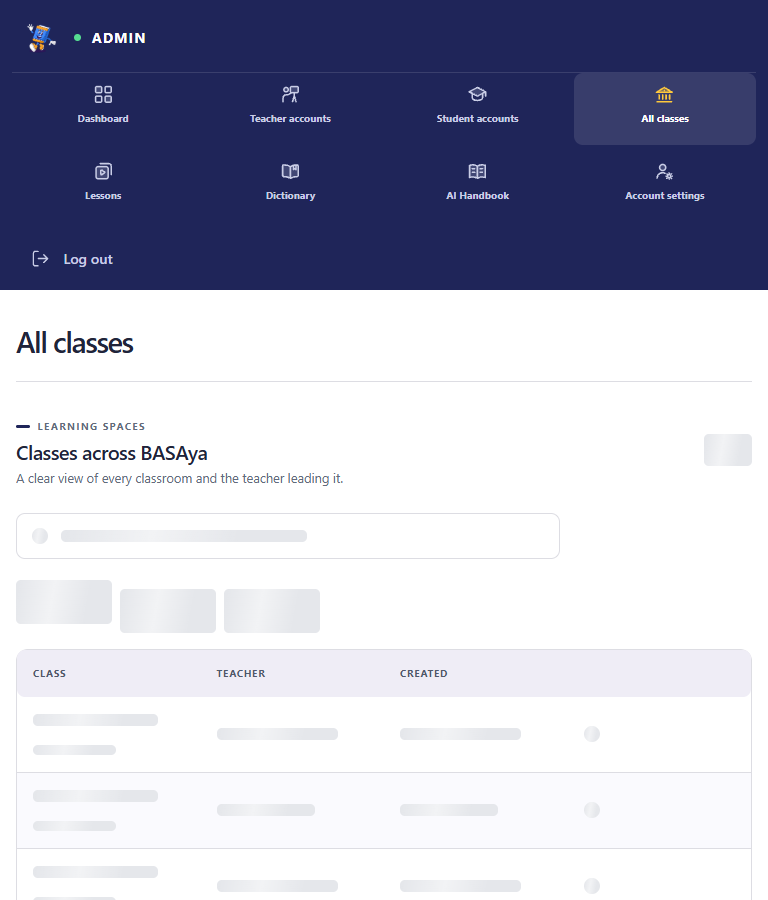 ADMIN
Dashboard
Teacher accounts
Student accounts
All classes
Lessons
Dictionary
AI Handbook
Account settings
Log out
All classes
LEARNING SPACES
Classes across BASAya
A clear view of every classroom and the teacher leading it.
CLASS TEACHER CREATED